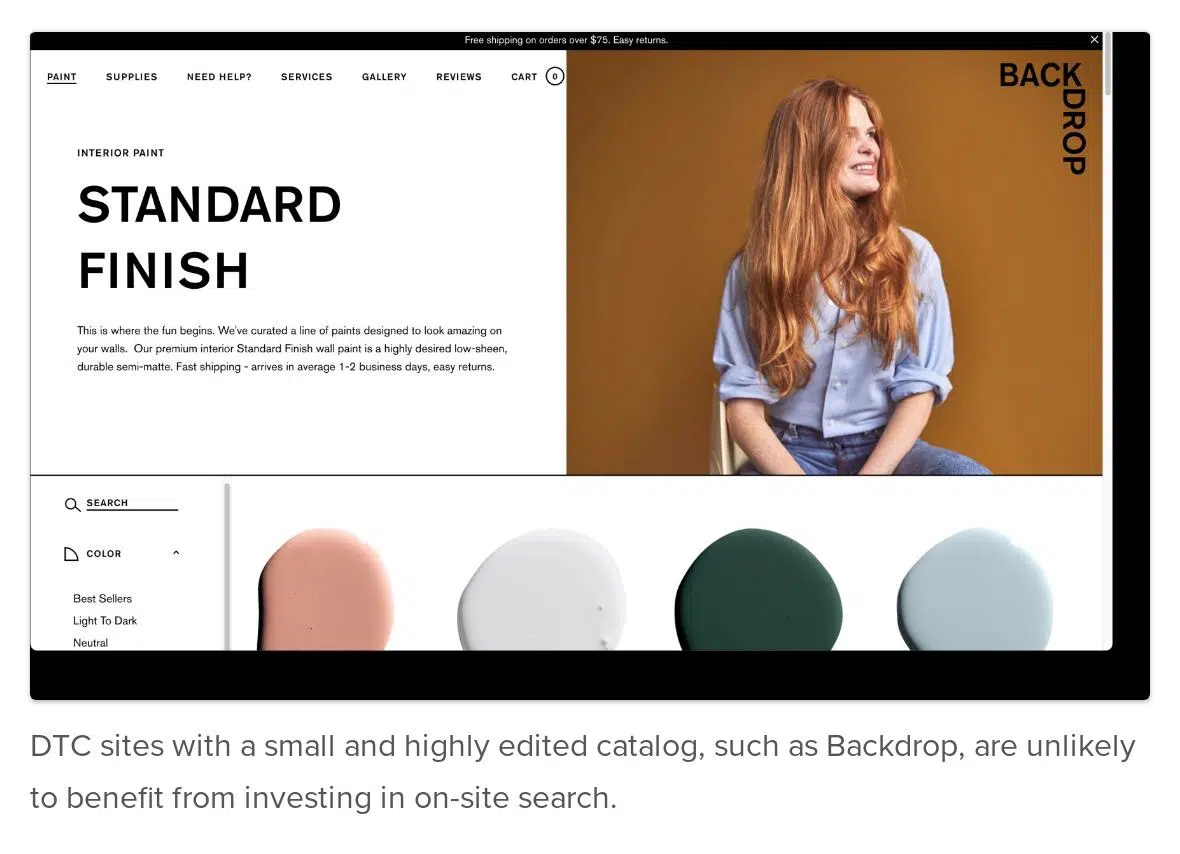 Free shipping on orders over $75. Easy returns.
PAINT SUPPLIES NEED HELP? SERVICES GALLERY REVIEWS CART 0
BACK
DROP
INTERIOR PAINT
STANDARD
FINISH
This is where the fun begins. We've curated a line of paints designed to look amazing on
your walls. Our premium interior Standard Finish wall paint is a highly desired low-sheen,
durable semi-matte. Fast shipping - arrives in average 1-2 business days, easy returns.
SEARCH
COLOR
Best Sellers
Light To Dark
Neutral
DTC sites with a small and highly edited catalog, such as Backdrop, are unlikely
to benefit from investing in on-site search.